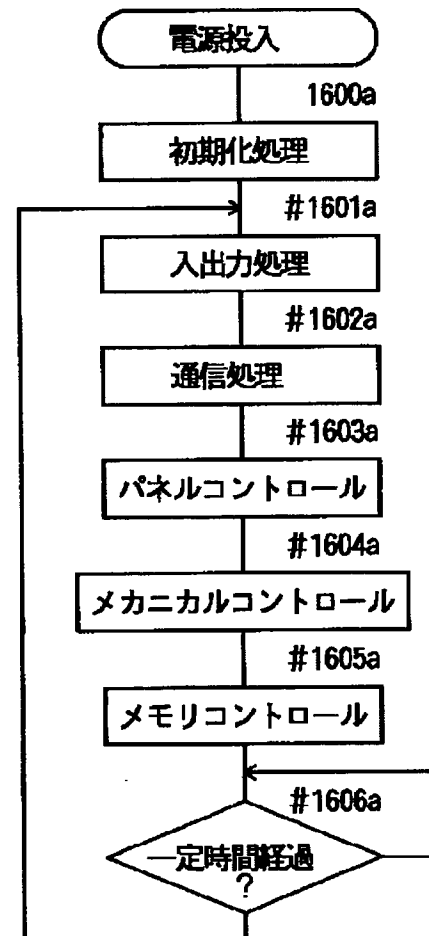 電源投入
1600a
初期化処理
#1601a
入出力処理
#1602a
通信処理
#1603a
パネルコントロール
#1604a
メカニカルコントロール
#1605a
メモリコントロール
#1606a
一定時間経過
?